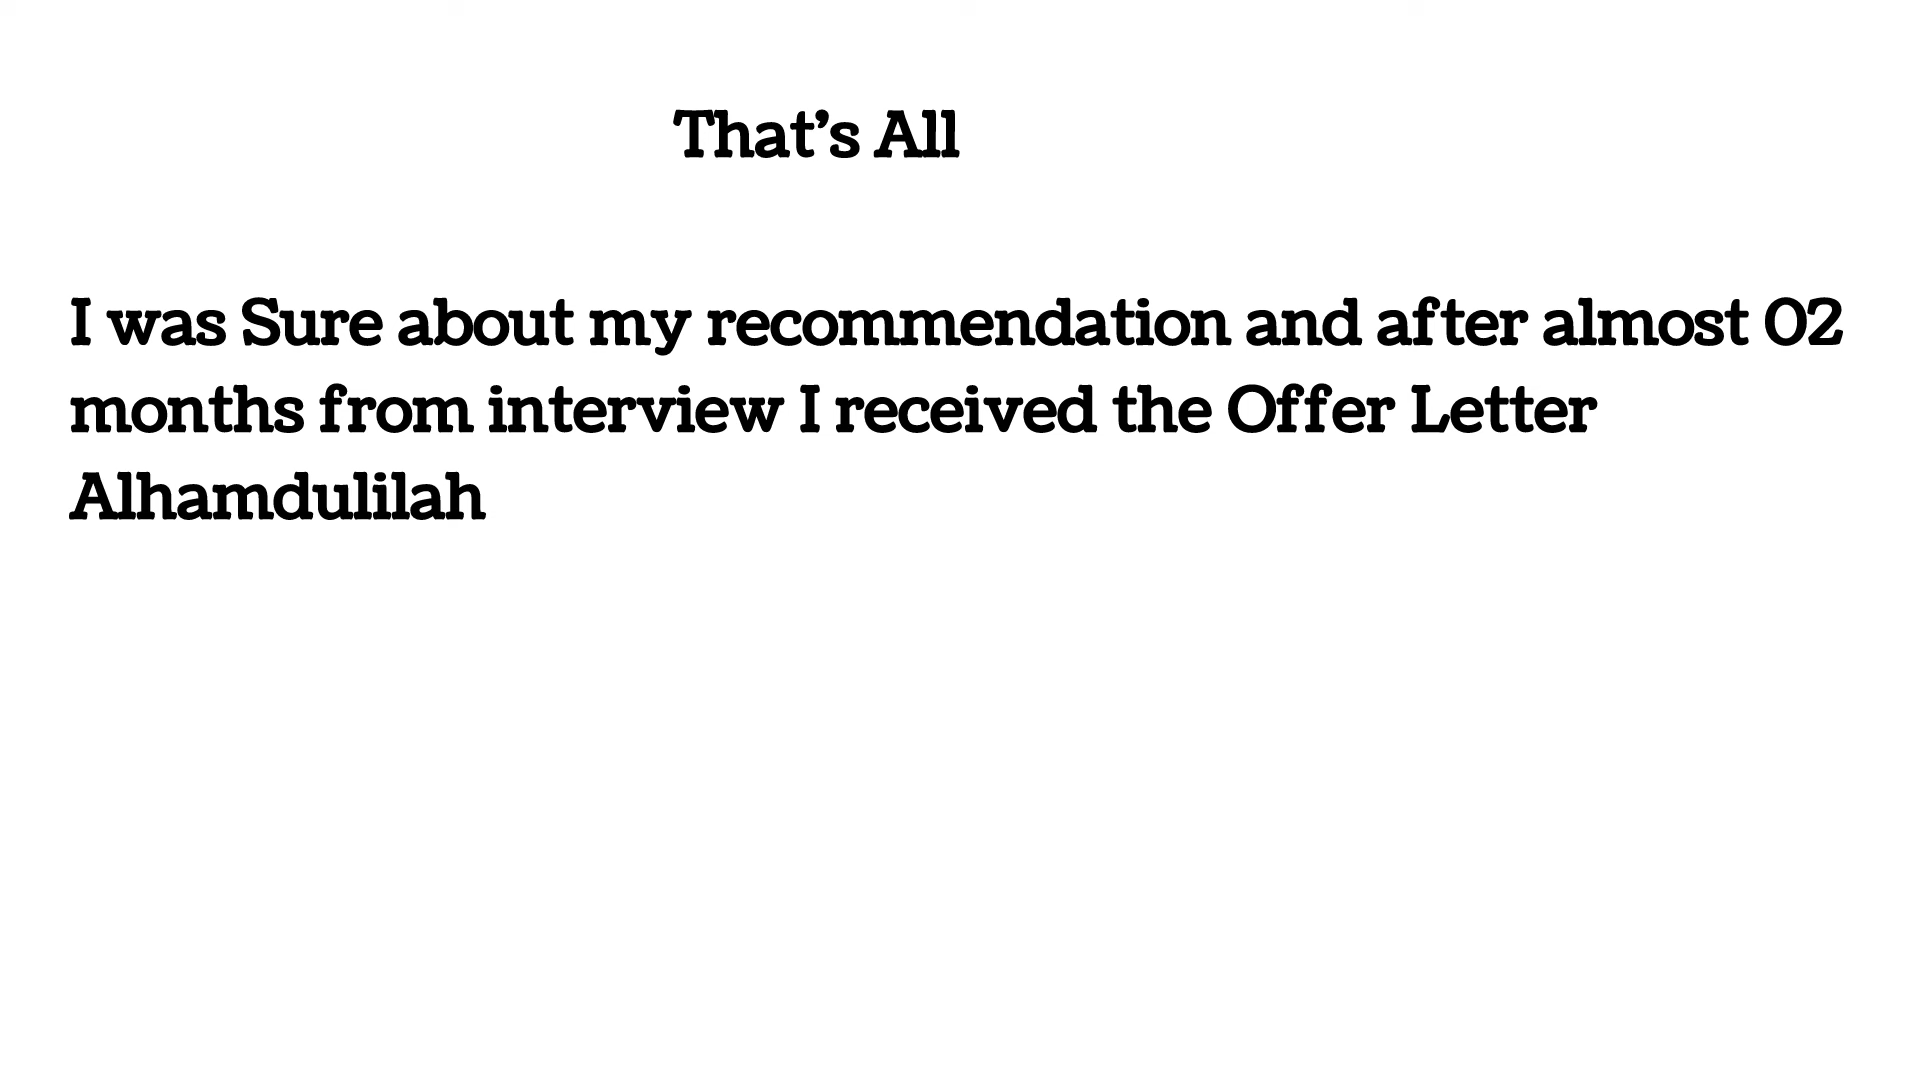 That’s All
I was Sure about my recommendation and after almost 02
months from interview I received the Offer Letter
Alhamdulilah